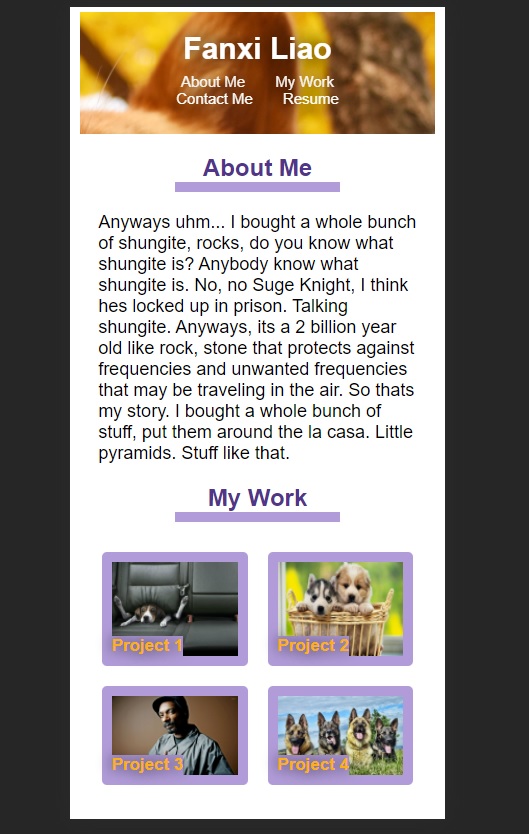 Fanxi Liao
About Me My Work
Contact Me Resume
About Me
Anyways uhm... I bought a whole bunch
of shungite, rocks, do you know what
shungite is? Anybody know what
shungite is. No, no Suge Knight, I think
hes locked up in prison. Talking
shungite. Anyways, its a 2 billion year
old like rock, stone that protects against
frequencies and unwanted frequencies
that may be traveling in the air. So thats
my story. I bought a whole bunch of
stuff, put them around the la casa. Little
pyramids. Stuff like that.
My Work
Project 1
Project 2
Project 3
Project 4